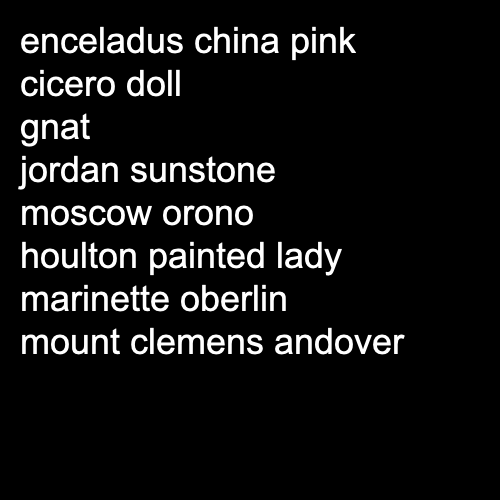 enceladus china pink
cicero doll
gnat
jordan sunstone
moscow orono
houlton painted lady
marinette oberlin
mount clemens andover